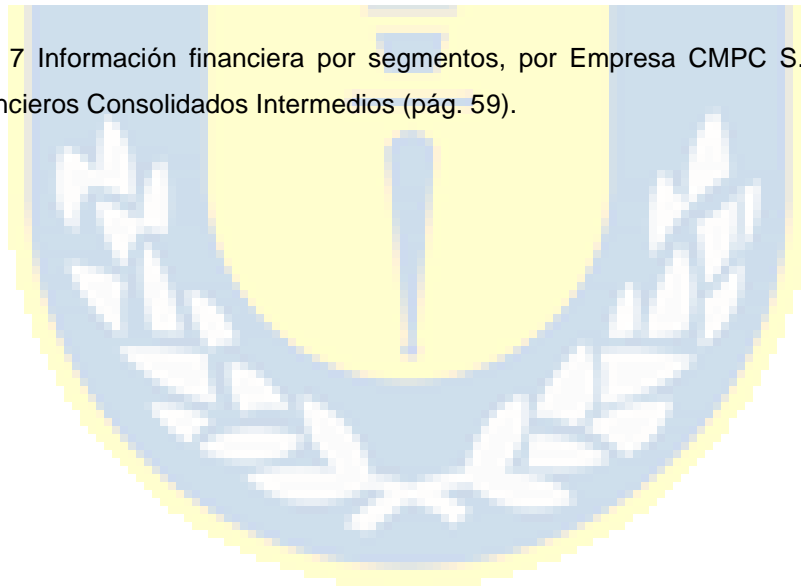 7 Información financiera por segmentos, por Empresa CMPC S.
ncieros Consolidados Intermedios (pág. 59).